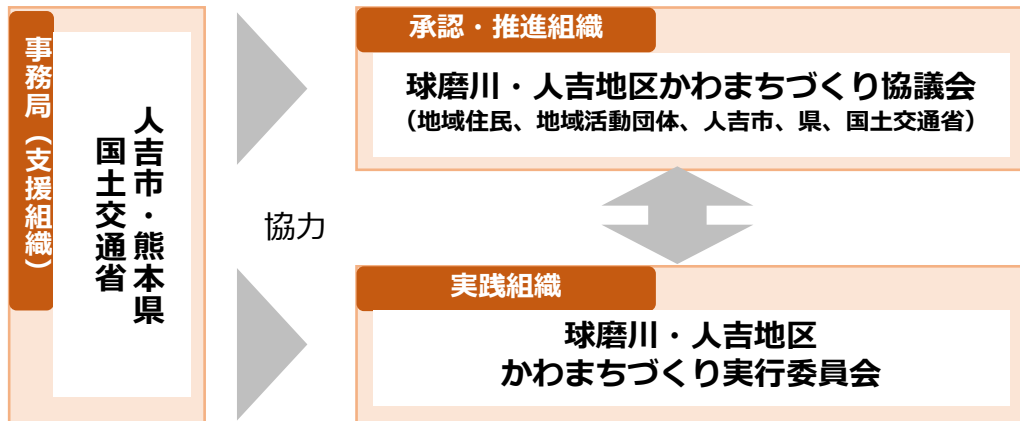 事務局（支援組織）
人吉市・熊本県
国土交通省
協力
承認・推進組織
球磨川・人吉地区かわまちづくり協議会
（地域住民、地域活動団体、人吉市、県、国土交通省）
実践組織
球磨川・人吉地区
かわまちづくり実行委員会